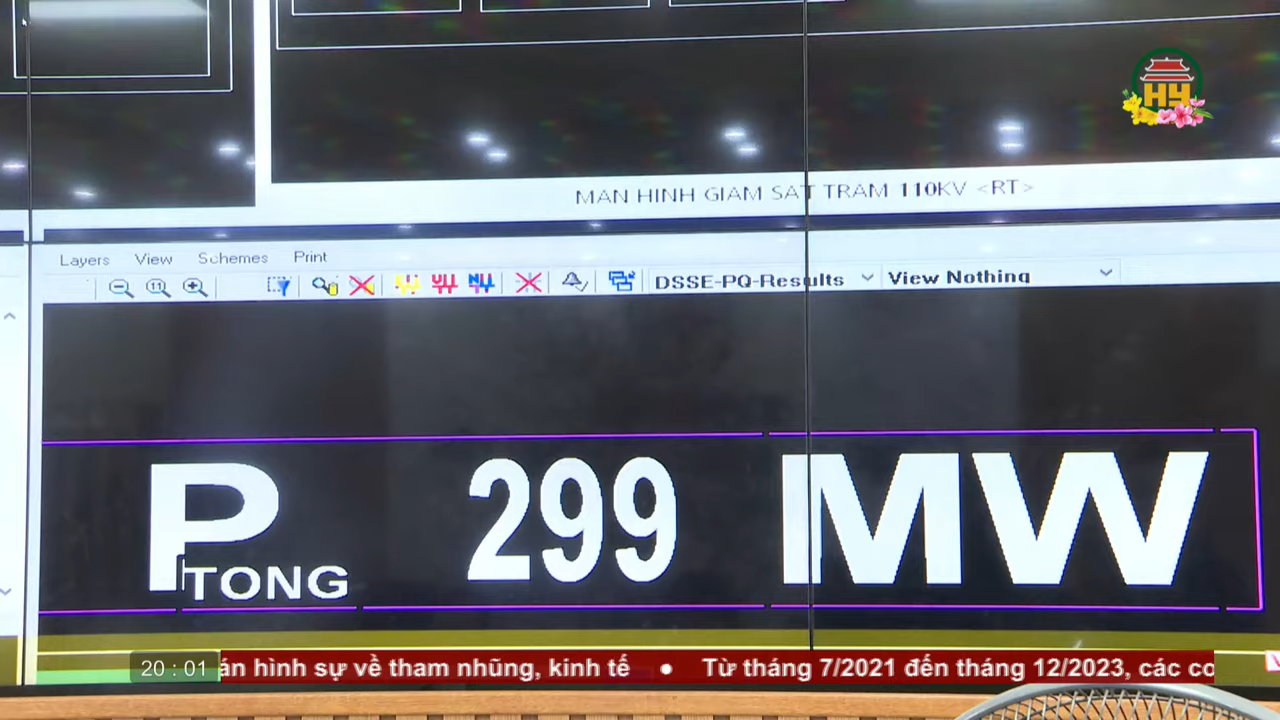 HY
MAN HINH GIAM SAT TRAM 110KV <RT>
Layers View Schemes Print
DSSE-PQ-Results View Nothing
P TONG 299 MW
20 : 01 án hình sự về tham nhũng, kinh tế ● Từ tháng 7/2021 đến tháng 12/2023, các cơ